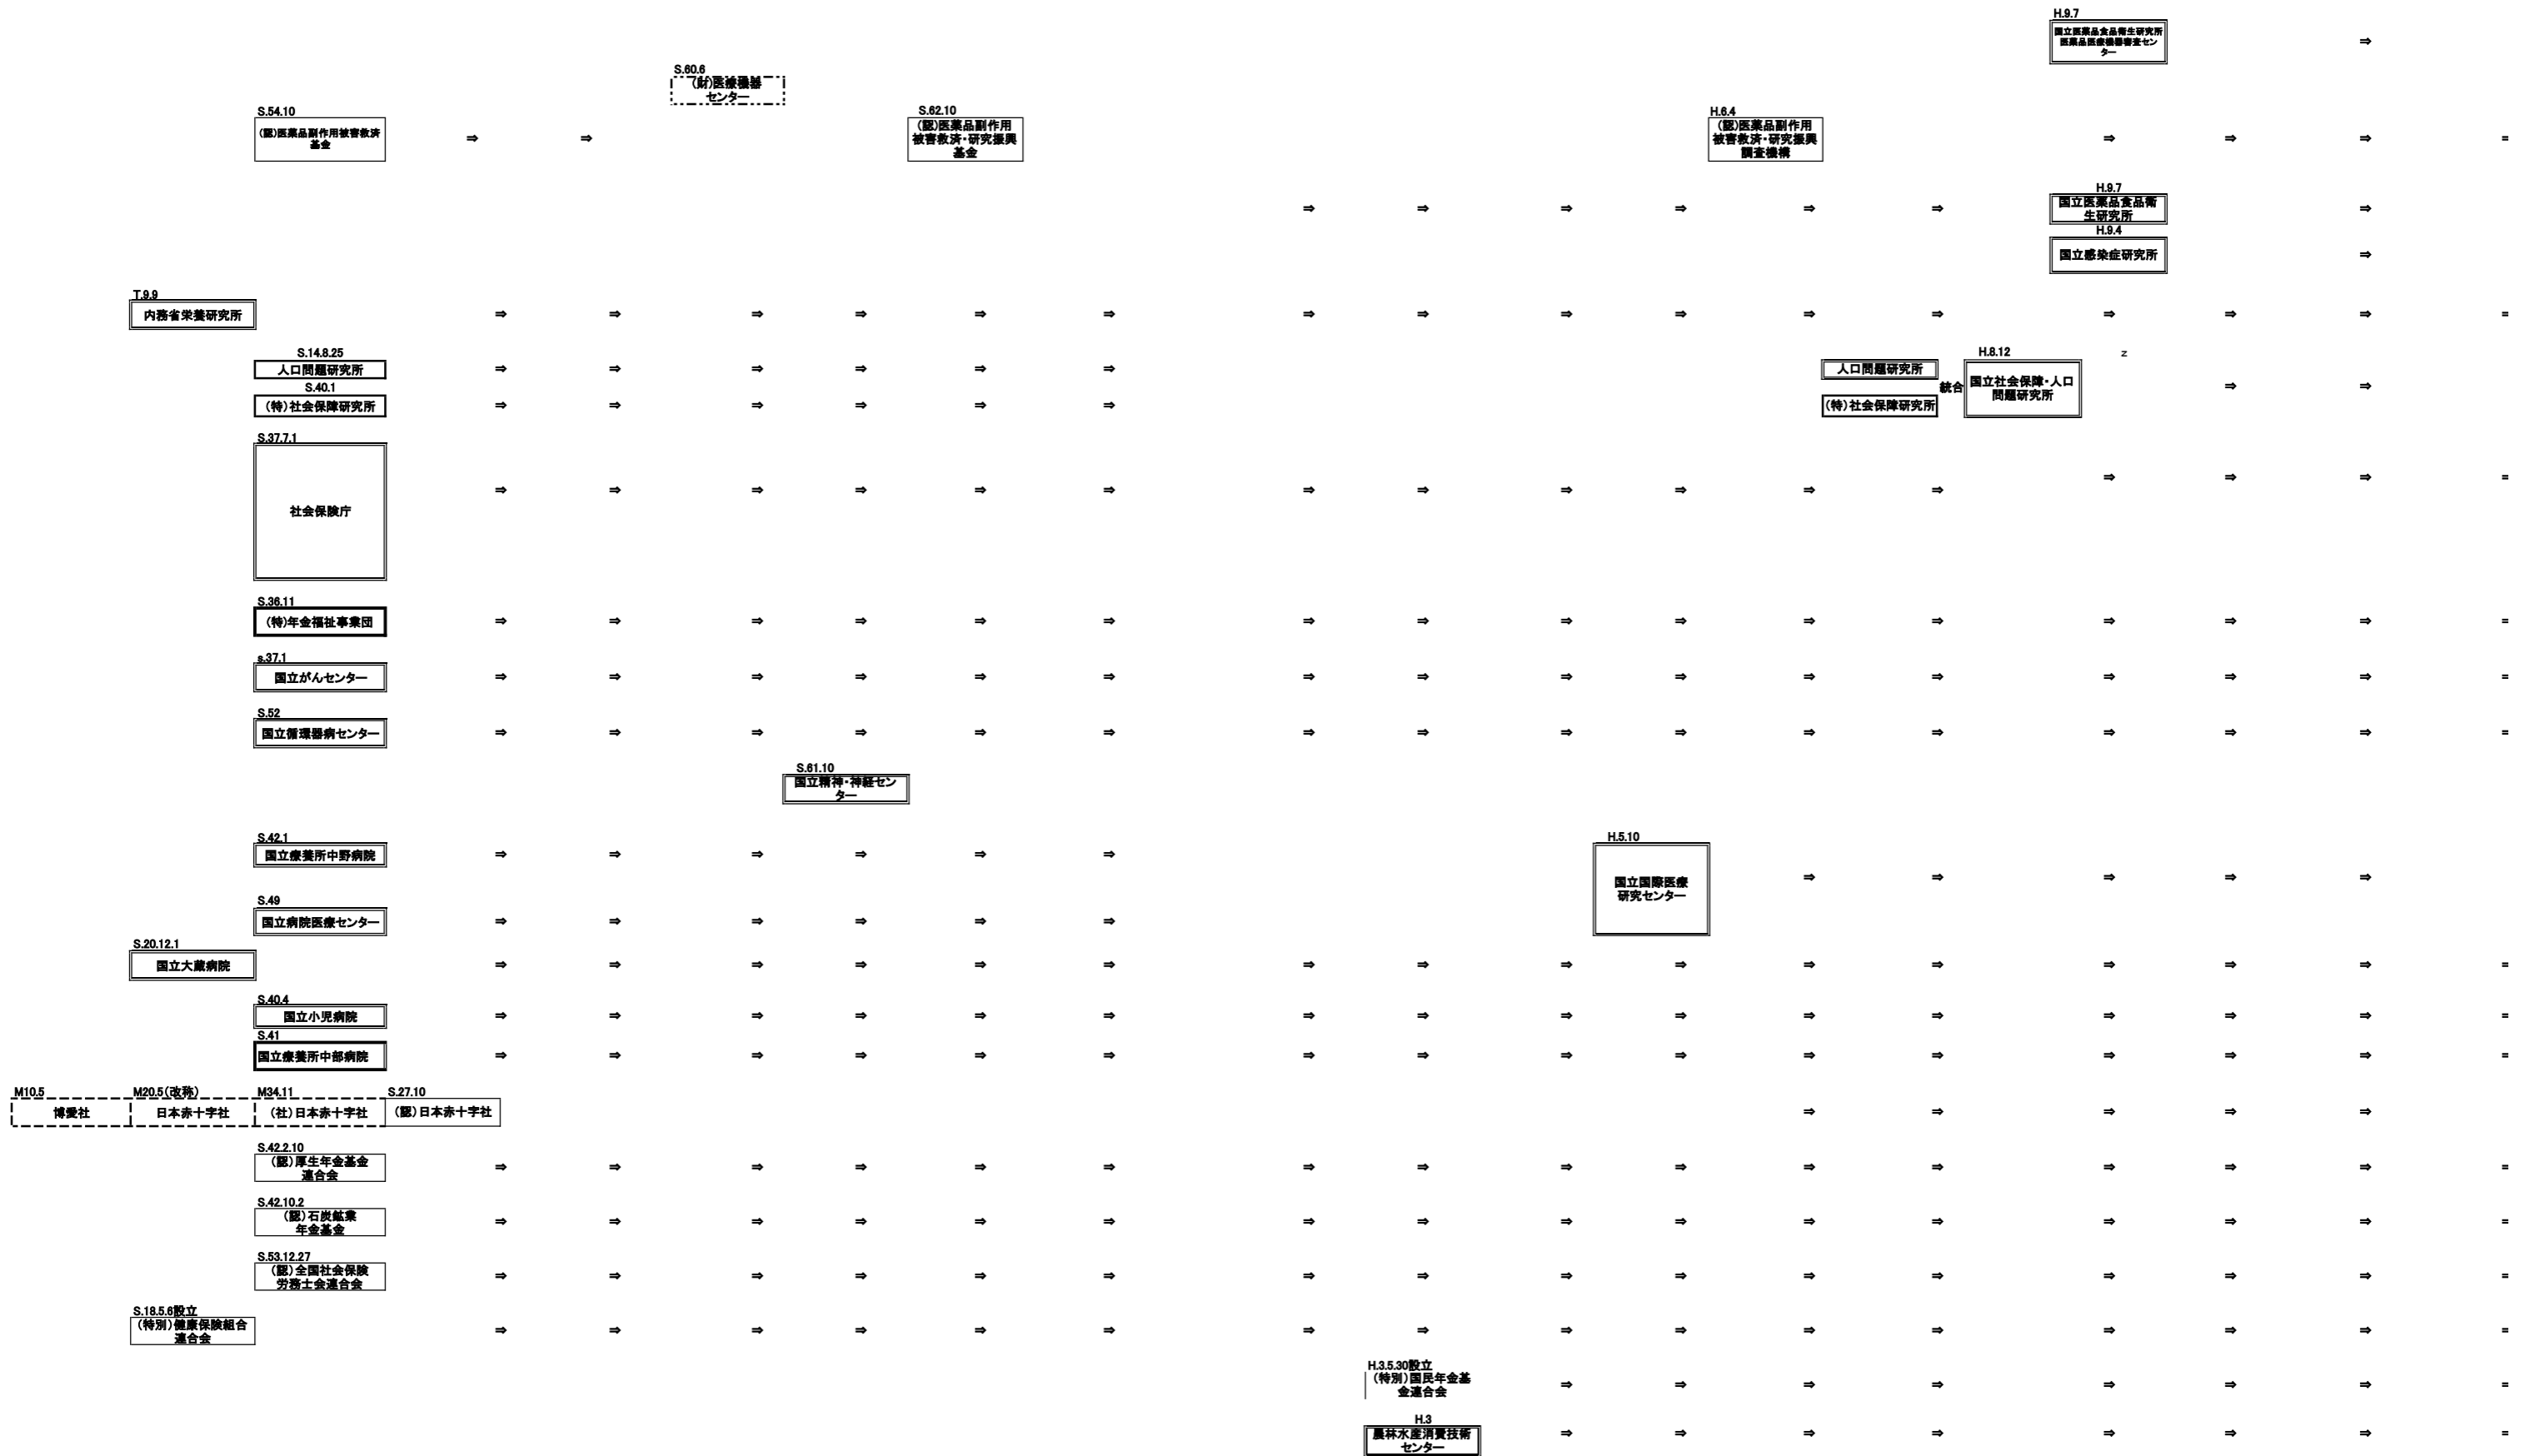 H.9.7
国立医薬品食品衛生研究所
医薬品医療機器審査セン
ター
⇒
S.60.6
(財)医療機器
センター
S.54.10
(認)医薬品副作用被害救済
基金
⇒ ⇒
S.62.10
(認)医薬品副作用
被害救済・研究振興
基金
H.6.4
(認)医薬品副作用
被害救済・研究振興
調査機構
⇒ ⇒ ⇒ =
⇒ ⇒ ⇒ ⇒ ⇒ ⇒
H.9.7
国立医薬品食品衛
生研究所
⇒
H.9.4
国立感染症研究所
⇒
T.9.9
内務省栄養研究所
⇒ ⇒ ⇒ ⇒ ⇒ ⇒ ⇒ ⇒ ⇒ ⇒ ⇒ ⇒ ⇒ ⇒ ⇒ =
S.14.8.25
人口問題研究所
⇒ ⇒ ⇒ ⇒ ⇒ ⇒
S.40.1
(特)社会保障研究所
⇒ ⇒ ⇒ ⇒ ⇒ ⇒
人口問題研究所
(特)社会保障研究所
統合
H.8.12
国立社会保障・人口
問題研究所
z
⇒ ⇒
S.37.7.1
社会保険庁
⇒ ⇒ ⇒ ⇒ ⇒ ⇒ ⇒ ⇒ ⇒ ⇒ ⇒ ⇒ ⇒ ⇒ ⇒ =
S.36.11
(特)年金福祉事業団
⇒ ⇒ ⇒ ⇒ ⇒ ⇒ ⇒ ⇒ ⇒ ⇒ ⇒ ⇒ ⇒ ⇒ ⇒ =
s.37.1
国立がんセンター
⇒ ⇒ ⇒ ⇒ ⇒ ⇒ ⇒ ⇒ ⇒ ⇒ ⇒ ⇒ ⇒ ⇒ ⇒ =
S.52
国立循環器病センター
⇒ ⇒ ⇒ ⇒ ⇒ ⇒ ⇒ ⇒ ⇒ ⇒ ⇒ ⇒ ⇒ ⇒ ⇒ =
S.61.10
国立精神・神経セン
ター
S.42.1
国立療養所中野病院
⇒ ⇒ ⇒ ⇒ ⇒ ⇒
H.5.10
国立国際医療
研究センター
⇒ ⇒ ⇒ ⇒ ⇒
S.49
国立病院医療センター
⇒ ⇒ ⇒ ⇒ ⇒ ⇒
S.20.12.1
国立大蔵病院
⇒ ⇒ ⇒ ⇒ ⇒ ⇒ ⇒ ⇒ ⇒ ⇒ ⇒ ⇒ ⇒ ⇒ ⇒ =
S.40.4
国立小児病院
⇒ ⇒ ⇒ ⇒ ⇒ ⇒ ⇒ ⇒ ⇒ ⇒ ⇒ ⇒ ⇒ ⇒ ⇒ =
S.41
国立療養所中部病院
⇒ ⇒ ⇒ ⇒ ⇒ ⇒ ⇒ ⇒ ⇒ ⇒ ⇒ ⇒ ⇒ ⇒ ⇒ =
M10.5 M20.5(改称) M34.11 S.27.10
博愛社 日本赤十字社 (社)日本赤十字社 (認)日本赤十字社
⇒ ⇒ ⇒ ⇒ ⇒
S.42.2.10
(認)厚生年金基金
連合会
⇒ ⇒ ⇒ ⇒ ⇒ ⇒ ⇒ ⇒ ⇒ ⇒ ⇒ ⇒ ⇒ ⇒ ⇒ =
S.42.10.2
(認)石炭鉱業
年金基金
⇒ ⇒ ⇒ ⇒ ⇒ ⇒ ⇒ ⇒ ⇒ ⇒ ⇒ ⇒ ⇒ ⇒ ⇒ =
S.53.12.27
(認)全国社会保険
労務士会連合会
⇒ ⇒ ⇒ ⇒ ⇒ ⇒ ⇒ ⇒ ⇒ ⇒ ⇒ ⇒ ⇒ ⇒ ⇒ =
S.18.5.6設立
(特別)健康保険組合
連合会
⇒ ⇒ ⇒ ⇒ ⇒ ⇒ ⇒ ⇒ ⇒ ⇒ ⇒ ⇒ ⇒ ⇒ ⇒ =
H.3.5.30設立
(特別)国民年金基
金連合会
⇒ ⇒ ⇒ ⇒ ⇒ ⇒ ⇒ =
H.3
農林水産消費技術
センター
⇒ ⇒ ⇒ ⇒ ⇒ ⇒ ⇒ =